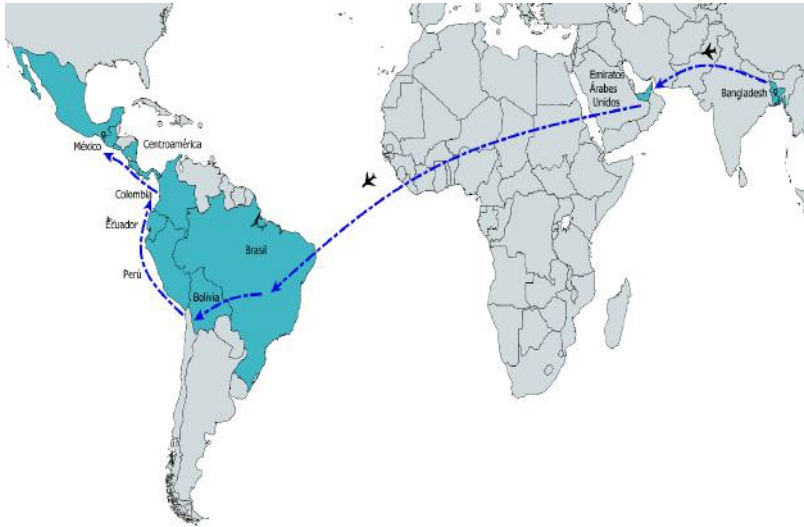 Emiratos
Árabes
Unidos
Bangladesh
México
Centroamérica
Colombia
Ecuador
Brasil
Perú
Bolivia